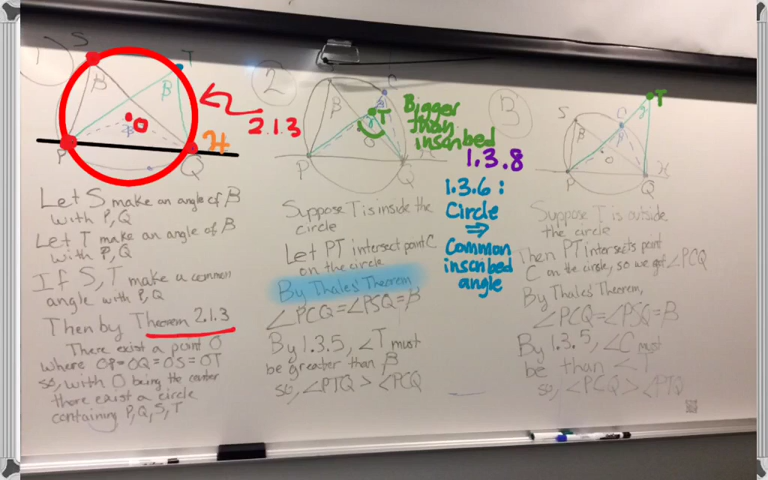 1
S
T
β
β
O
2β
P
Q
H
2.1.3
Let S make an angle of β
with P, Q
Let T make an angle of β
with P, Q
If S, T make a common
angle with P, Q
Then by Theorem 2.1.3
There exist a point O
where OP=OQ=OS=OT
so, with O being the center
there exist a circle
containing P, Q, S, T
2
C
β
T
O
P
Q
Bigger
than
inscribed
1.3.8
1.3.6:
Circle
⇒
Common
inscribed
angle
Suppose T is inside the
circle
Let PT intersect point C
on the circle
By Thales' Theorem
∠PCQ=∠PSQ=β
By 1.3.5, ∠T must
be greater than β
so, ∠PTQ > ∠PCQ
3
S
C
T
β
O
P
Q
H
Suppose T is outside
the circle
Then PT intersects point
C on the circle, so we get ∠PCQ
By Thales' Theorem,
∠PCQ=∠PSQ=β
By 1.3.5, ∠C must
be than ∠T
so, ∠PCQ > ∠PTQ